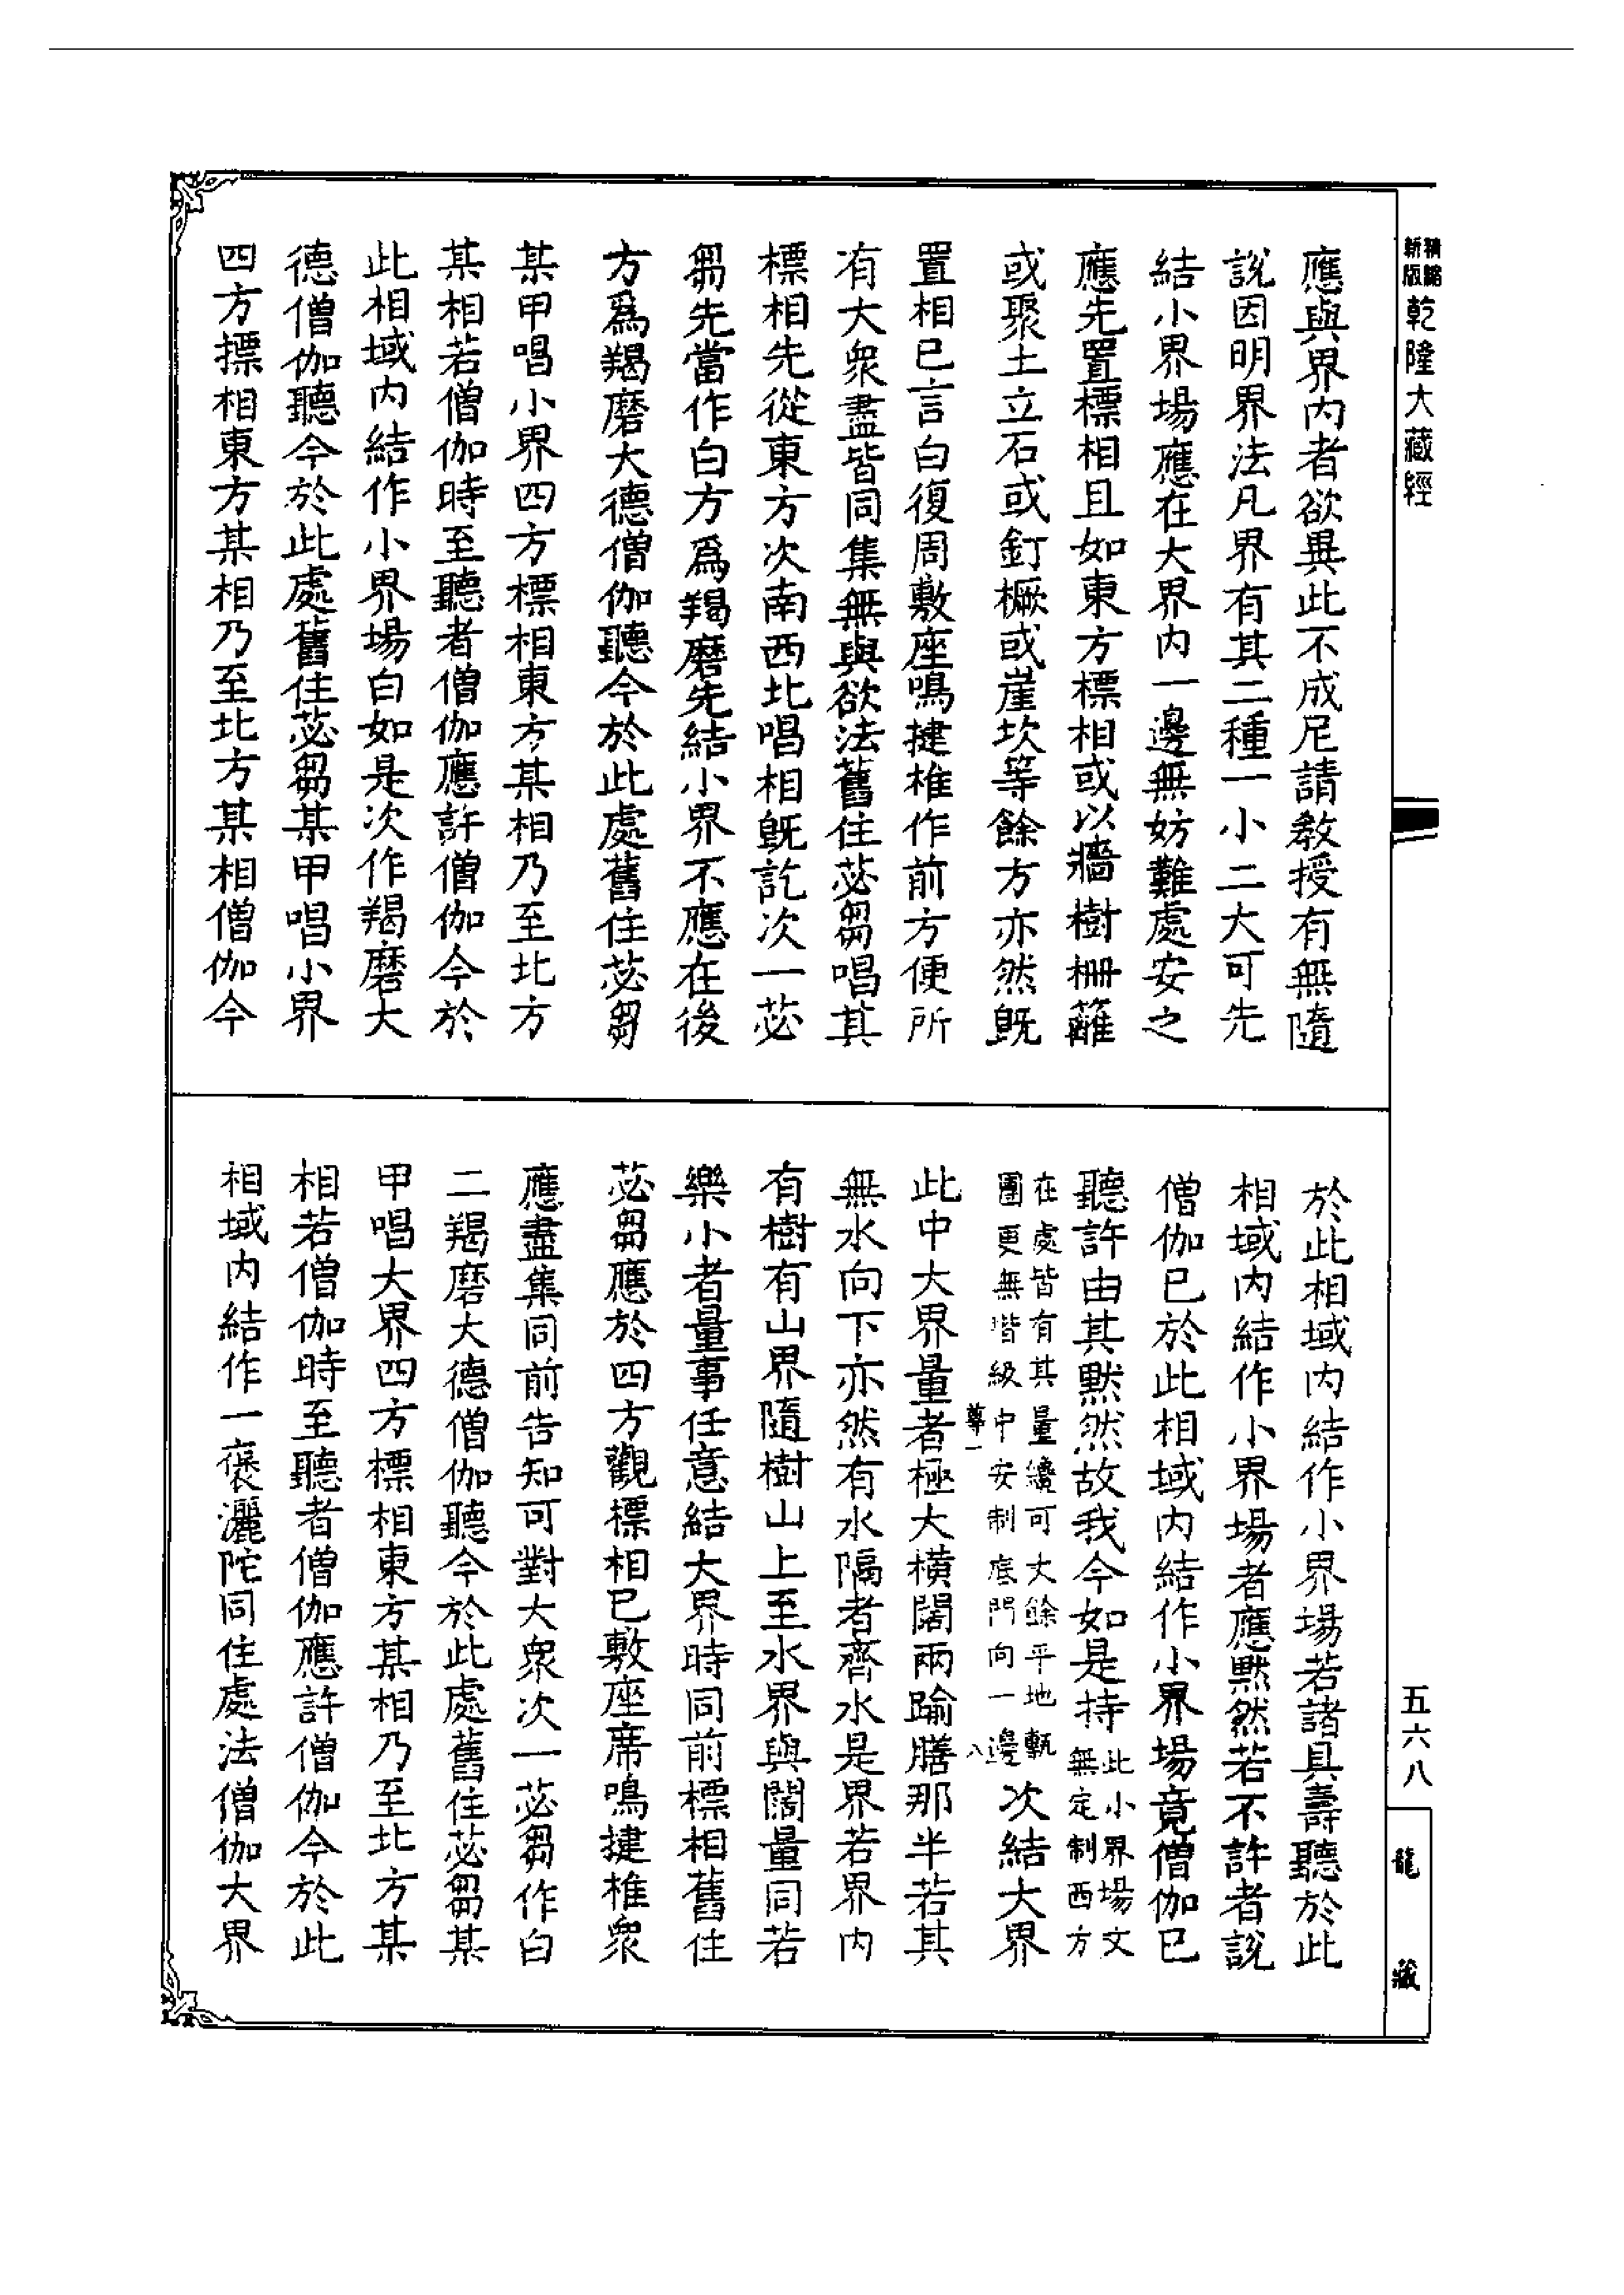 精縮新版乾隆大藏經
應與界内者欲異此不成尼請教授有無隨
說因明界法凡界有其二種一小二大可先
結小界場應在大界内一邊無妨難處安之
應先置標相且如東方標相或以牆樹柵籬
或聚土立石或釘橛或崖坎等餘方亦然旣
置相已言白復周敷座鳴揵椎作前方便所
有大衆盡皆同集無與欲法舊住苾芻唱其
標相先從東方次南西北唱相旣訖次一苾
芻先當作白方爲羯磨先結小界不應在後
方爲羯磨大德僧伽聽今於此處舊住苾芻
某甲唱小界四方標相東方某相乃至北方
某相若僧伽時至聽者僧伽應許僧伽今於
此相域内結作小界場白如是次作羯磨大
德僧伽聽今於此處舊住苾芻某甲唱小界
四方摽相東方某相乃至北方某相僧伽今
於此相域内結作小界場若諸具壽聽於此
相域内結作小界場者應默然若不許者說
僧伽已於此相域内結作小界場竟僧伽已
聽許由其默然故我今如是持此小界場文無定制西方
在處皆有其量纔可丈餘平地甎
團更無階級中安制底門向一邊次結大界
尊一 八
此中大界量者極大橫闊兩踰膳那半若其
無水向下亦然有水隔者齊水是界若界内
有樹有山界隨樹山上至水界與闊量同若
樂小者量事任意結大界時同前標相舊住
苾芻應於四方觀標相已敷座席鳴揵椎衆
應盡集同前告知可對大衆次一苾芻作白
二羯磨大德僧伽聽今於此處舊住苾芻某
甲唱大界四方標相東方某相乃至北方某
相若僧伽時至聽者僧伽應許僧伽今於此
相域内結作一褒灑陀同住處法僧伽大界
五六八
龍藏